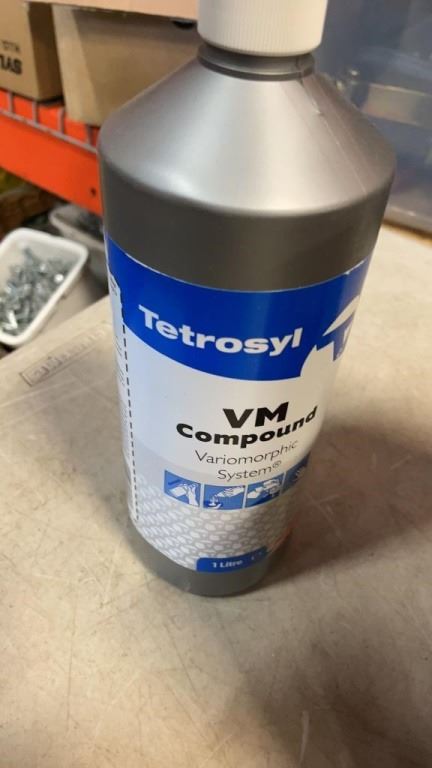 Tetrosyl
VM
Compound
Variomorphic
System®
1 Litre